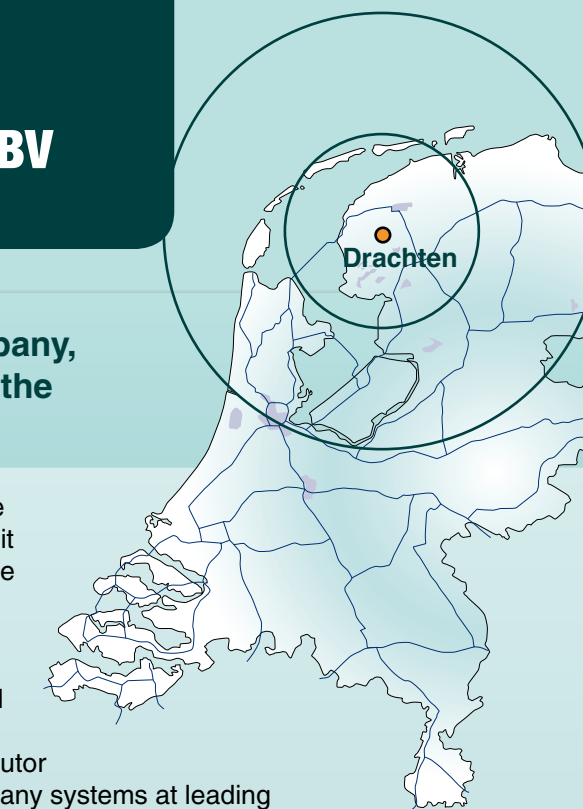 BV
Drachten
pany,
the
e
it
e
utor
any systems at leading